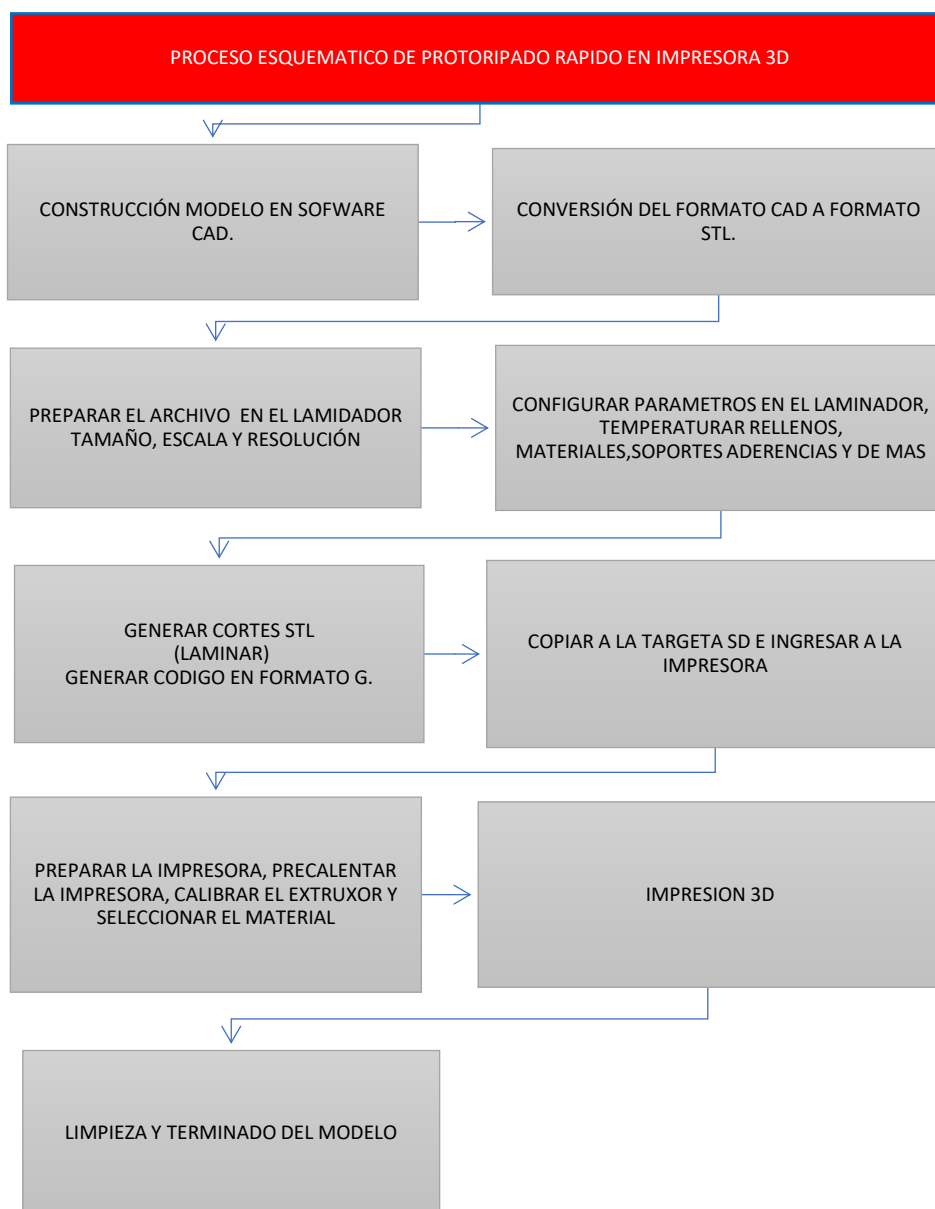 PROCESO ESQUEMATICO DE PROTORIPADO RAPIDO EN IMPRESORA 3D
CONSTRUCCIÓN MODELO EN SOFWARE
CAD.
CONVERSIÓN DEL FORMATO CAD A FORMATO
STL.
PREPARAR EL ARCHIVO EN EL LAMIDADOR
TAMAÑO, ESCALA Y RESOLUCIÓN
CONFIGURAR PARAMETROS EN EL LAMINADOR,
TEMPERATURAR RELLENOS,
MATERIALES,SOPORTES ADERENCIAS Y DE MAS
GENERAR CORTES STL
(LAMINAR)
GENERAR CODIGO EN FORMATO G.
COPIAR A LA TARGETA SD E INGRESAR A LA
IMPRESORA
PREPARAR LA IMPRESORA, PRECALENTAR
LA IMPRESORA, CALIBRAR EL EXTRUXOR Y
SELECCIONAR EL MATERIAL
IMPRESION 3D
LIMPIEZA Y TERMINADO DEL MODELO